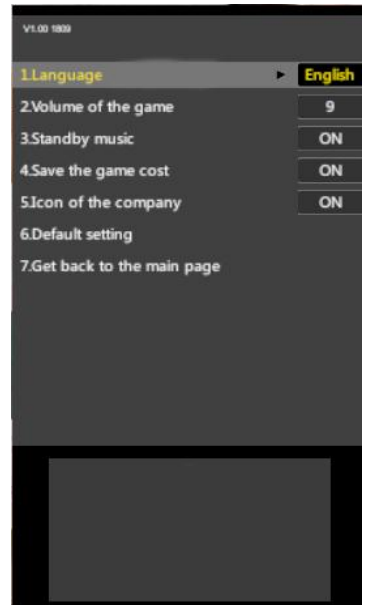 V1.00 1809
1.Language ► English
2.Volume of the game 9
3.Standby music ON
4.Save the game cost ON
5.Icon of the company ON
6.Default setting
7.Get back to the main page